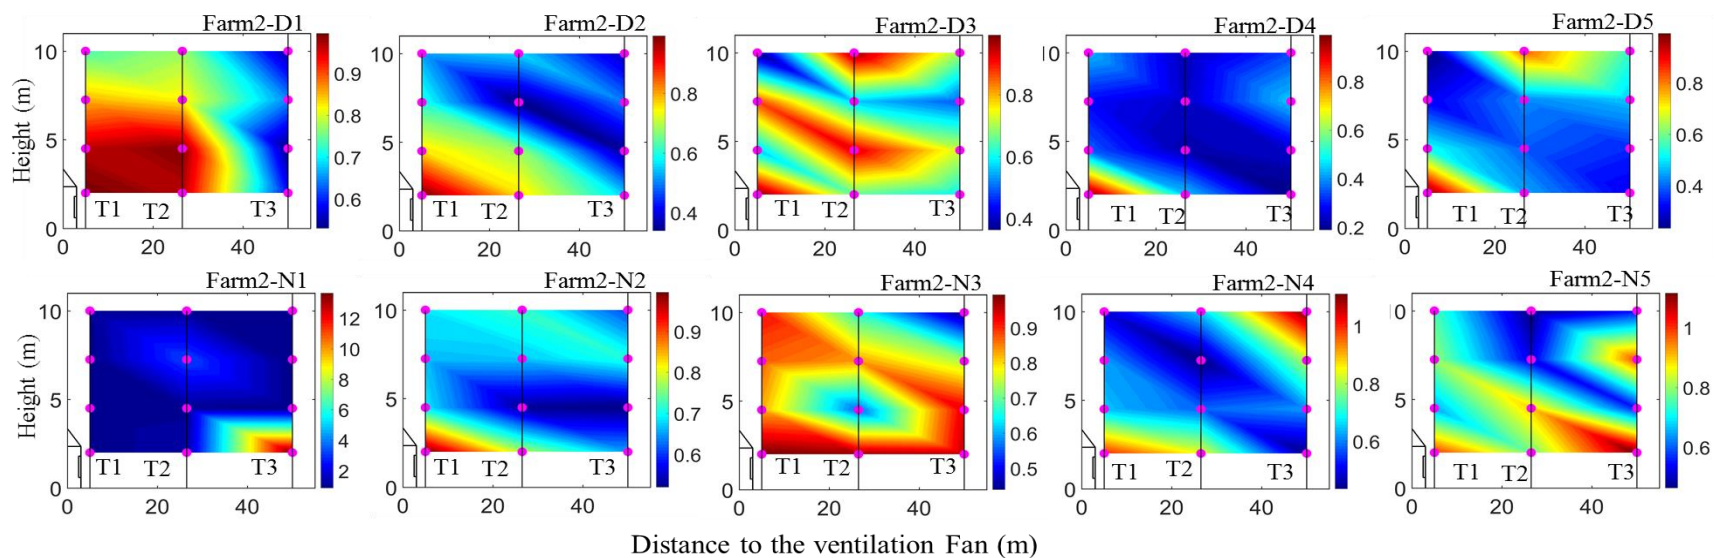 Farm2-D1 Farm2-D2 Farm2-D3 Farm2-D4 Farm2-D5
Height (m)
10 5 0
0.9 0.8 0.7 0.6
T1 T2 T3
0 20 40
10 5 0
0.8 0.6 0.4
T1 T2 T3
0 20 40
10 5 0
0.8 0.6 0.4
T1 T2 T3
0 20 40
10 5 0
0.8 0.6 0.4 0.2
T1 T2 T3
0 20 40
10 5 0
0.8 0.6 0.4
T1 T2 T3
0 20 40
Farm2-N1 Farm2-N2 Farm2-N3 Farm2-N4 Farm2-N5
Height (m)
10 5 0
12 10 8 6 4 2
T1 T2 T3
0 20 40
10 5 0
0.9 0.8 0.7 0.6
T1 T2 T3
0 20 40
10 5 0
0.9 0.8 0.7 0.6 0.5
T1 T2 T3
0 20 40
10 5 0
1 0.8 0.6
T1 T2 T3
0 20 40
10 5 0
1 0.8 0.6
T1 T2 T3
0 20 40
Distance to the ventilation Fan (m)